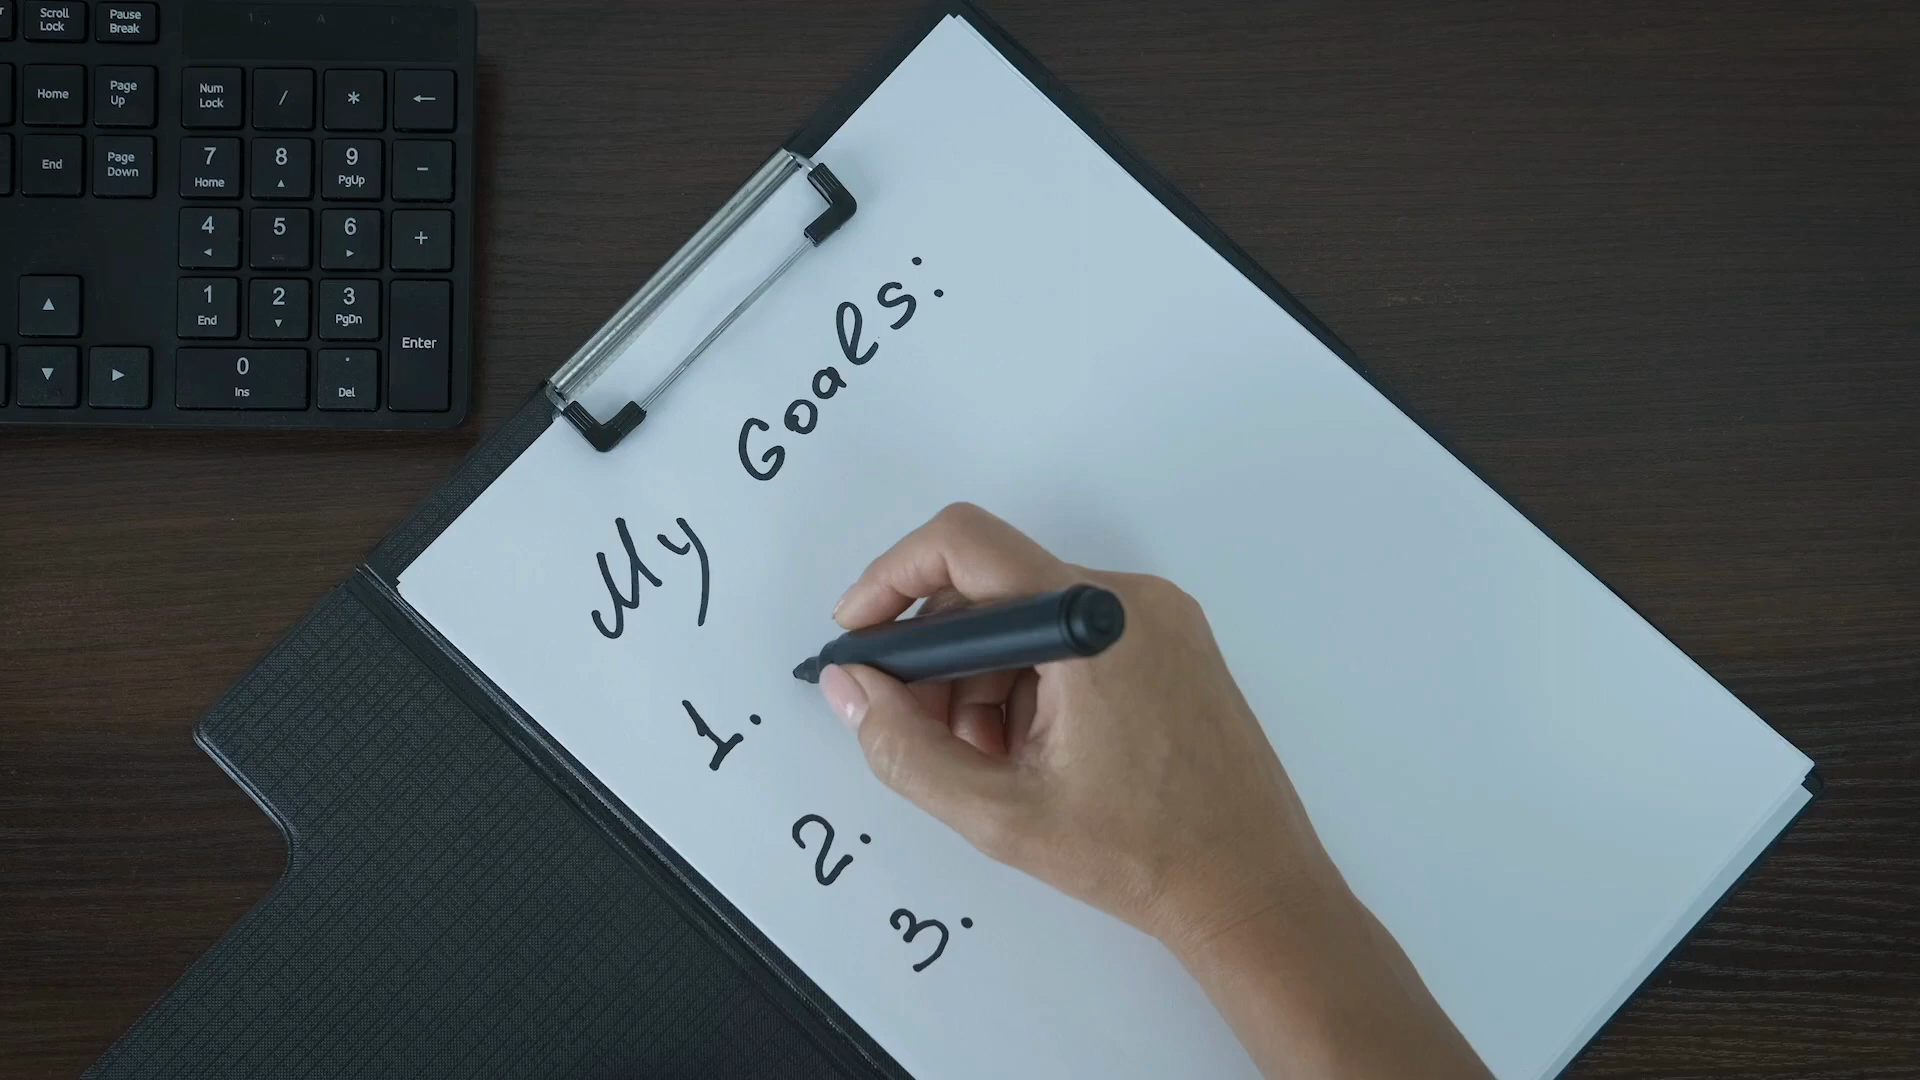 Scroll Lock
Pause Break
Home
Page Up
Num Lock
/
*
←
End
Page Down
7 Home
8 ▲
9 PgUp
-
4 ◄
5
6 ►
+
▲
1 End
2 ▼
3 PgDn
Enter
▼
►
0 Ins
. Del
My Goals:
1.
2.
3.